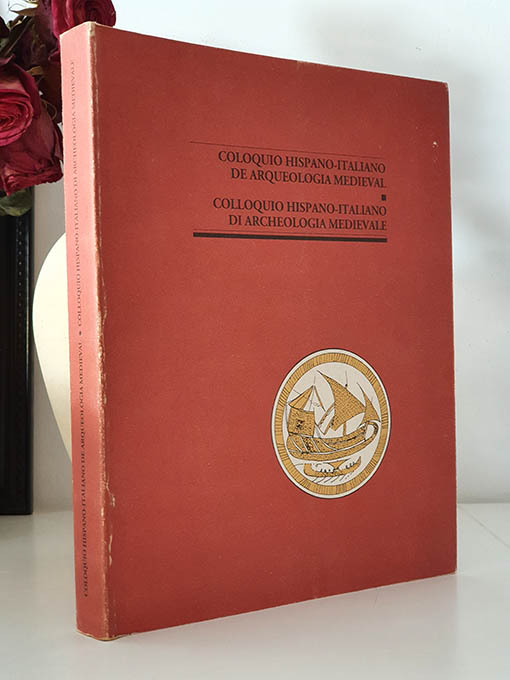 COLOQUIO HISPANO-ITALIANO
DE ARQUEOLOGIA MEDIEVAL
COLLOQUIO HISPANO-ITALIANO
DI ARCHEOLOGIA MEDIEVALE
COLOQUIO HISPANO-ITALIANO DE ARQUEOLOGIA MEDIEVAL • COLLOQUIO HISPANO-ITALIANO DI ARCHEOLOGIA MEDIEVALE